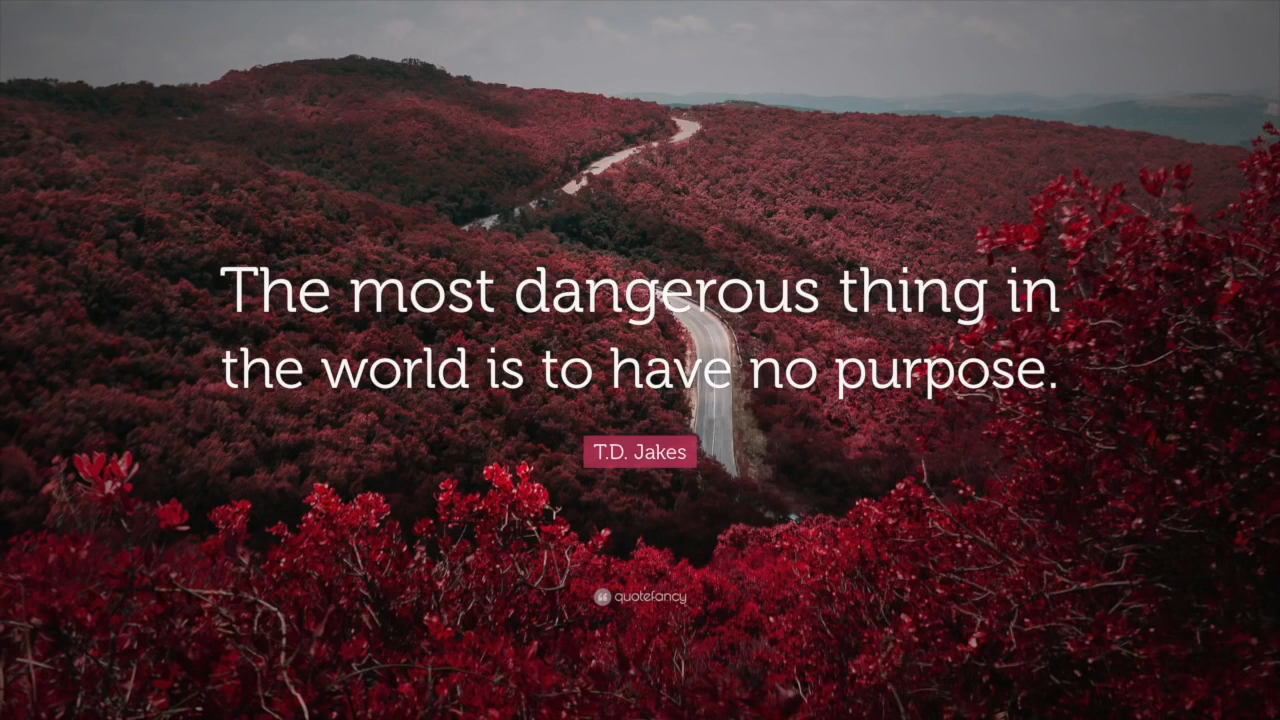 The most dangerous thing in
the world is to have no purpose.
T.D. Jakes
quotefancy